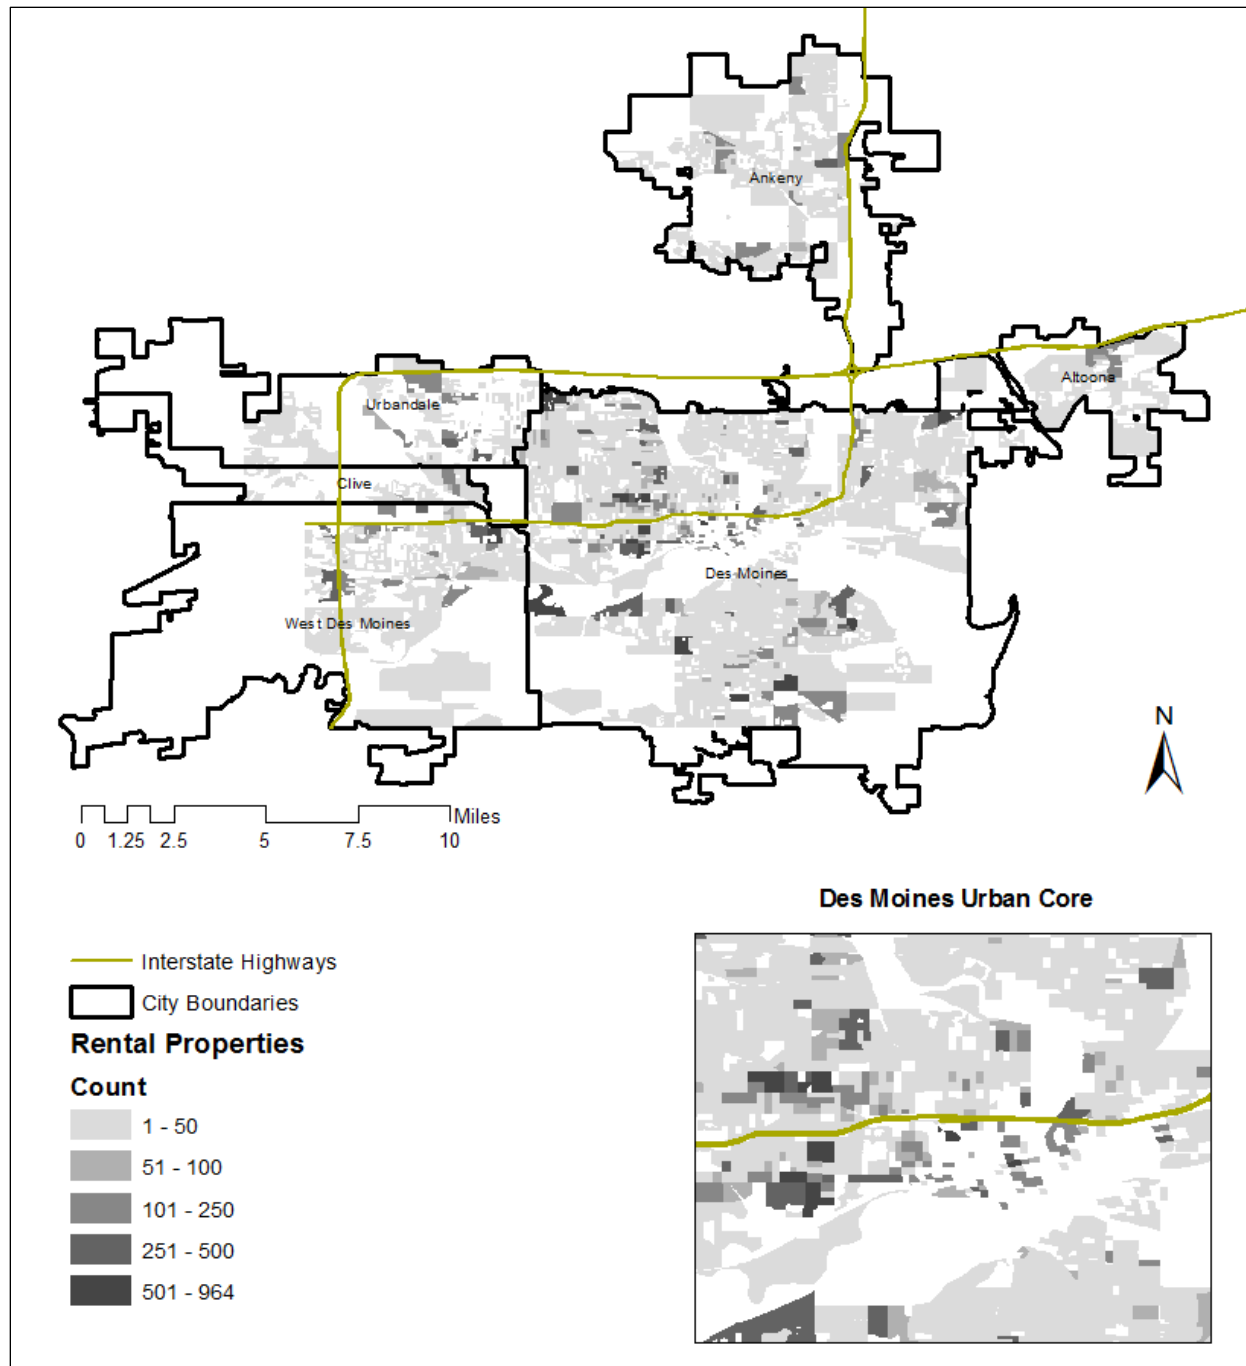 Ankeny
Altoona
Urbandale
Clive
Des Moines
West Des Moines
N
Miles
0 1.25 2.5 5 7.5 10
Des Moines Urban Core
Interstate Highways
City Boundaries
Rental Properties
Count
1 - 50
51 - 100
101 - 250
251 - 500
501 - 964